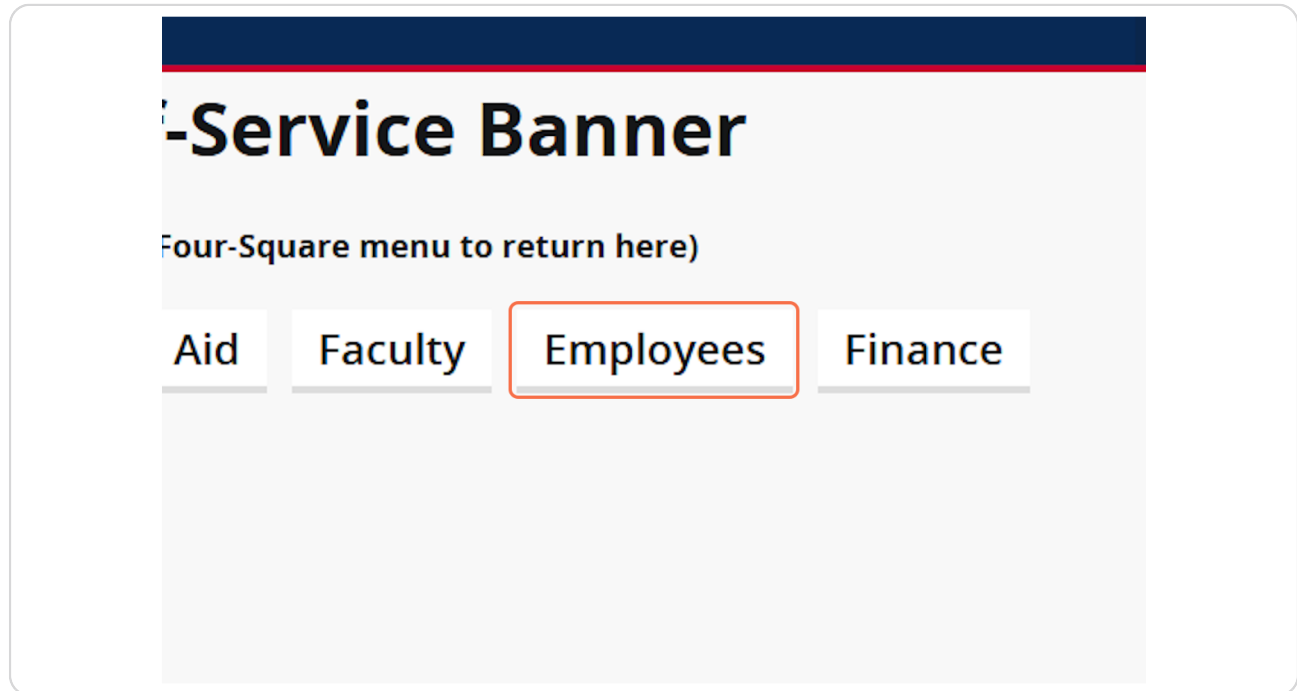 f-Service Banner
Four-Square menu to return here)
Aid Faculty Employees Finance